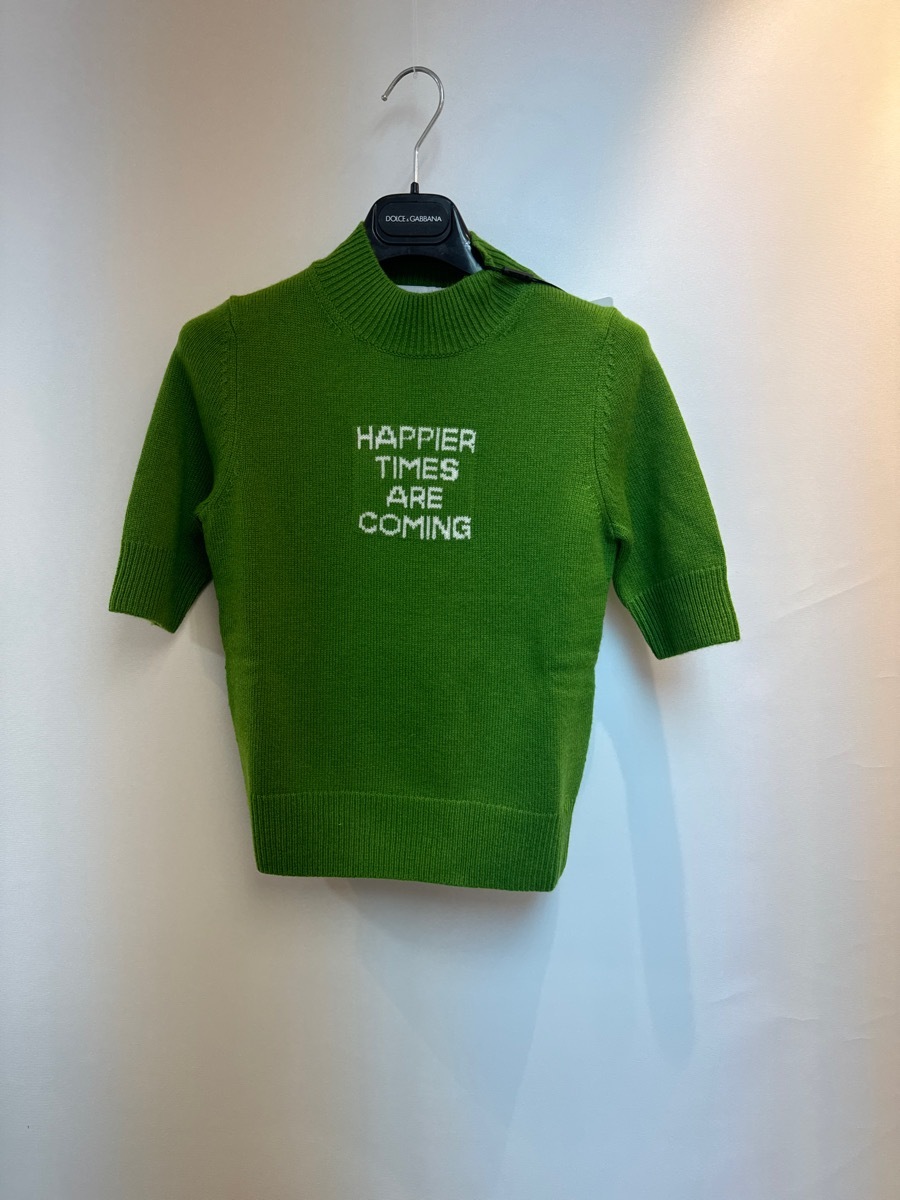 DOLCE & GABBANA
HAPPIER
TIMES
ARE
COMING